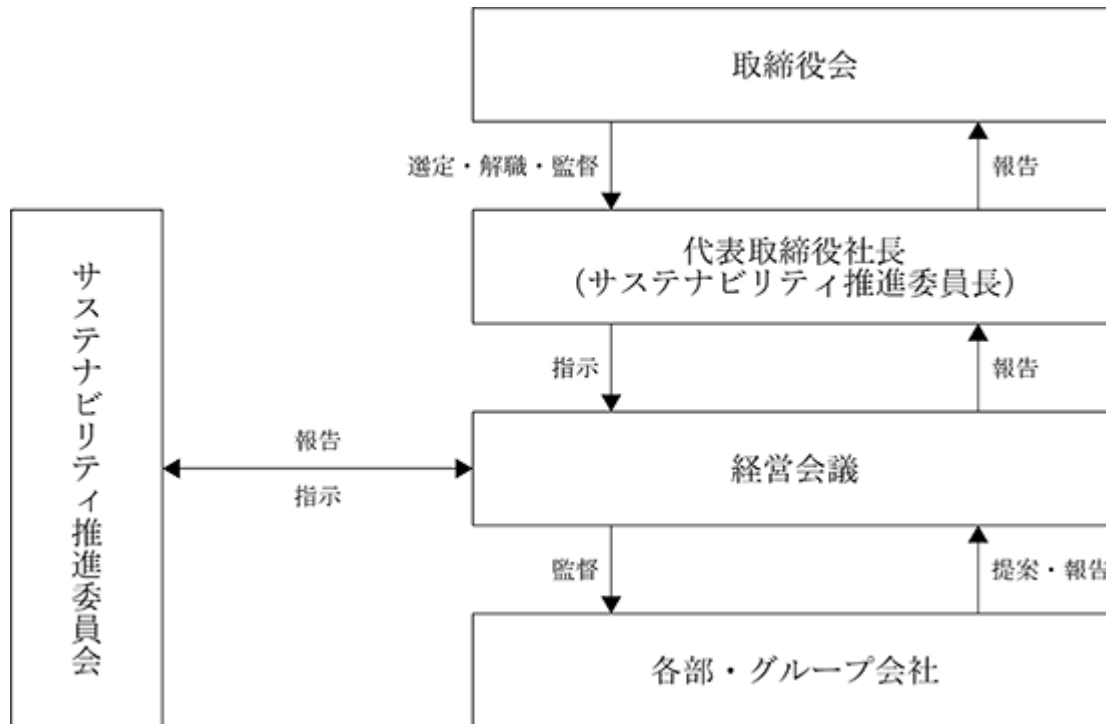 取締役会
選定・解職・監督
報告
代表取締役社長
（サステナビリティ推進委員長）
指示
報告
サステナビリティ推進委員会
報告
指示
経営会議
監督
提案・報告
各部・グループ会社